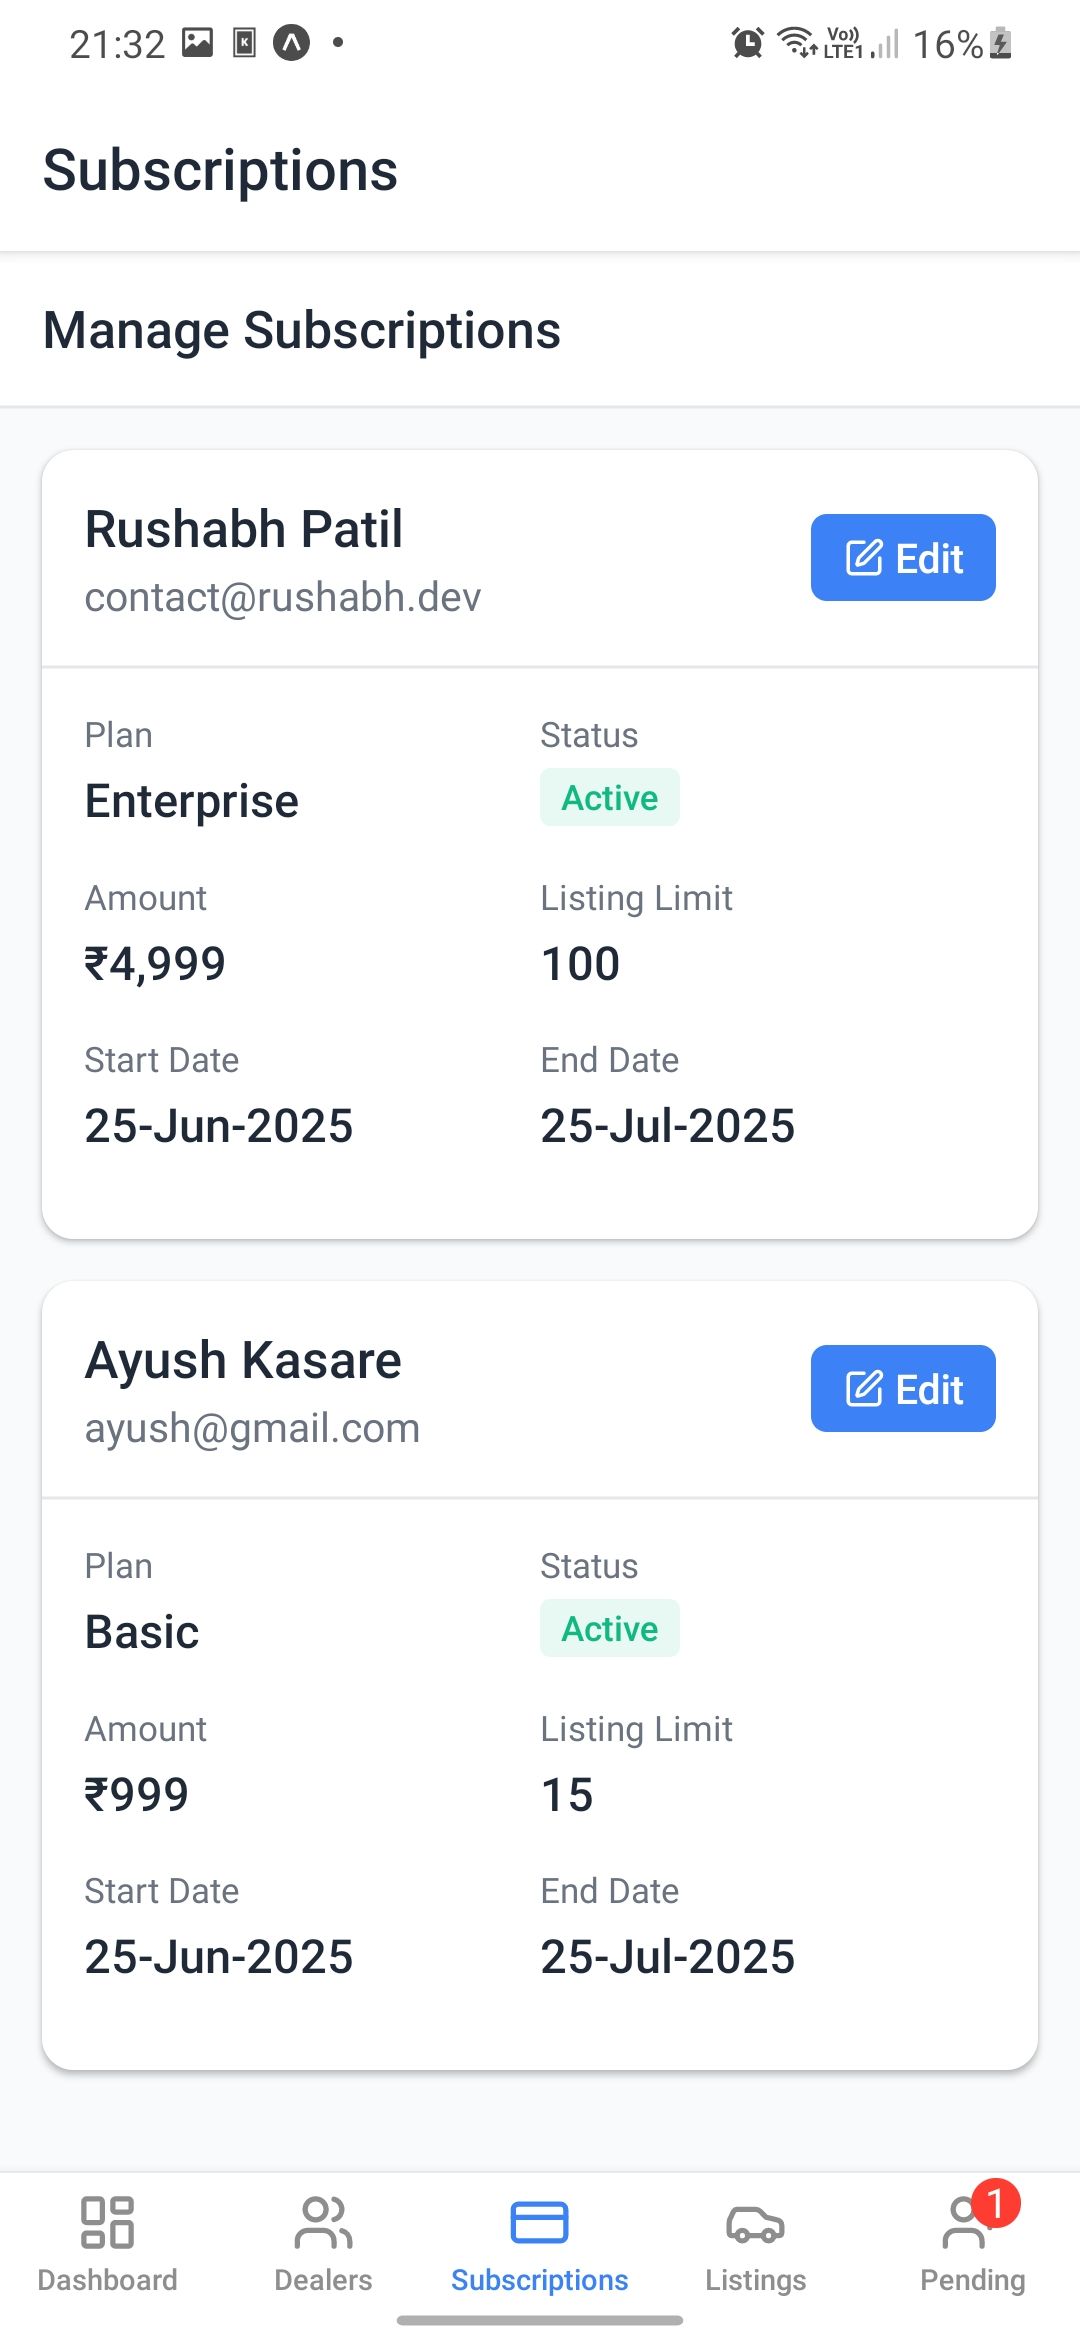 21:32 Vo)) LTE1 16%
Subscriptions
Manage Subscriptions
Rushabh Patil
contact@rushabh.dev
Edit
Plan Status
Enterprise Active
Amount Listing Limit
₹4,999 100
Start Date End Date
25-Jun-2025 25-Jul-2025
Ayush Kasare
ayush@gmail.com
Edit
Plan Status
Basic Active
Amount Listing Limit
₹999 15
Start Date End Date
25-Jun-2025 25-Jul-2025
1
Dashboard Dealers Subscriptions Listings Pending